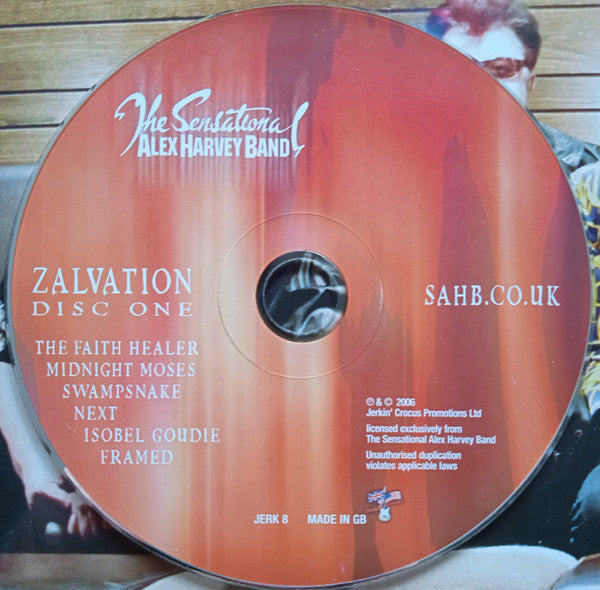 The Sensational
ALEX HARVEY BAND
ZALVATION
DISC ONE
THE FAITH HEALER
MIDNIGHT MOSES
SWAMPSNAKE
NEXT
ISOBEL GOUDIE
FRAMED
SAHB.CO.UK
℗ & © 2006
Jerkin' Crocus Promotions Ltd
licensed exclusively from
The Sensational Alex Harvey Band
Unauthorised duplication
violates applicable laws
JERK 8 MADE IN GB